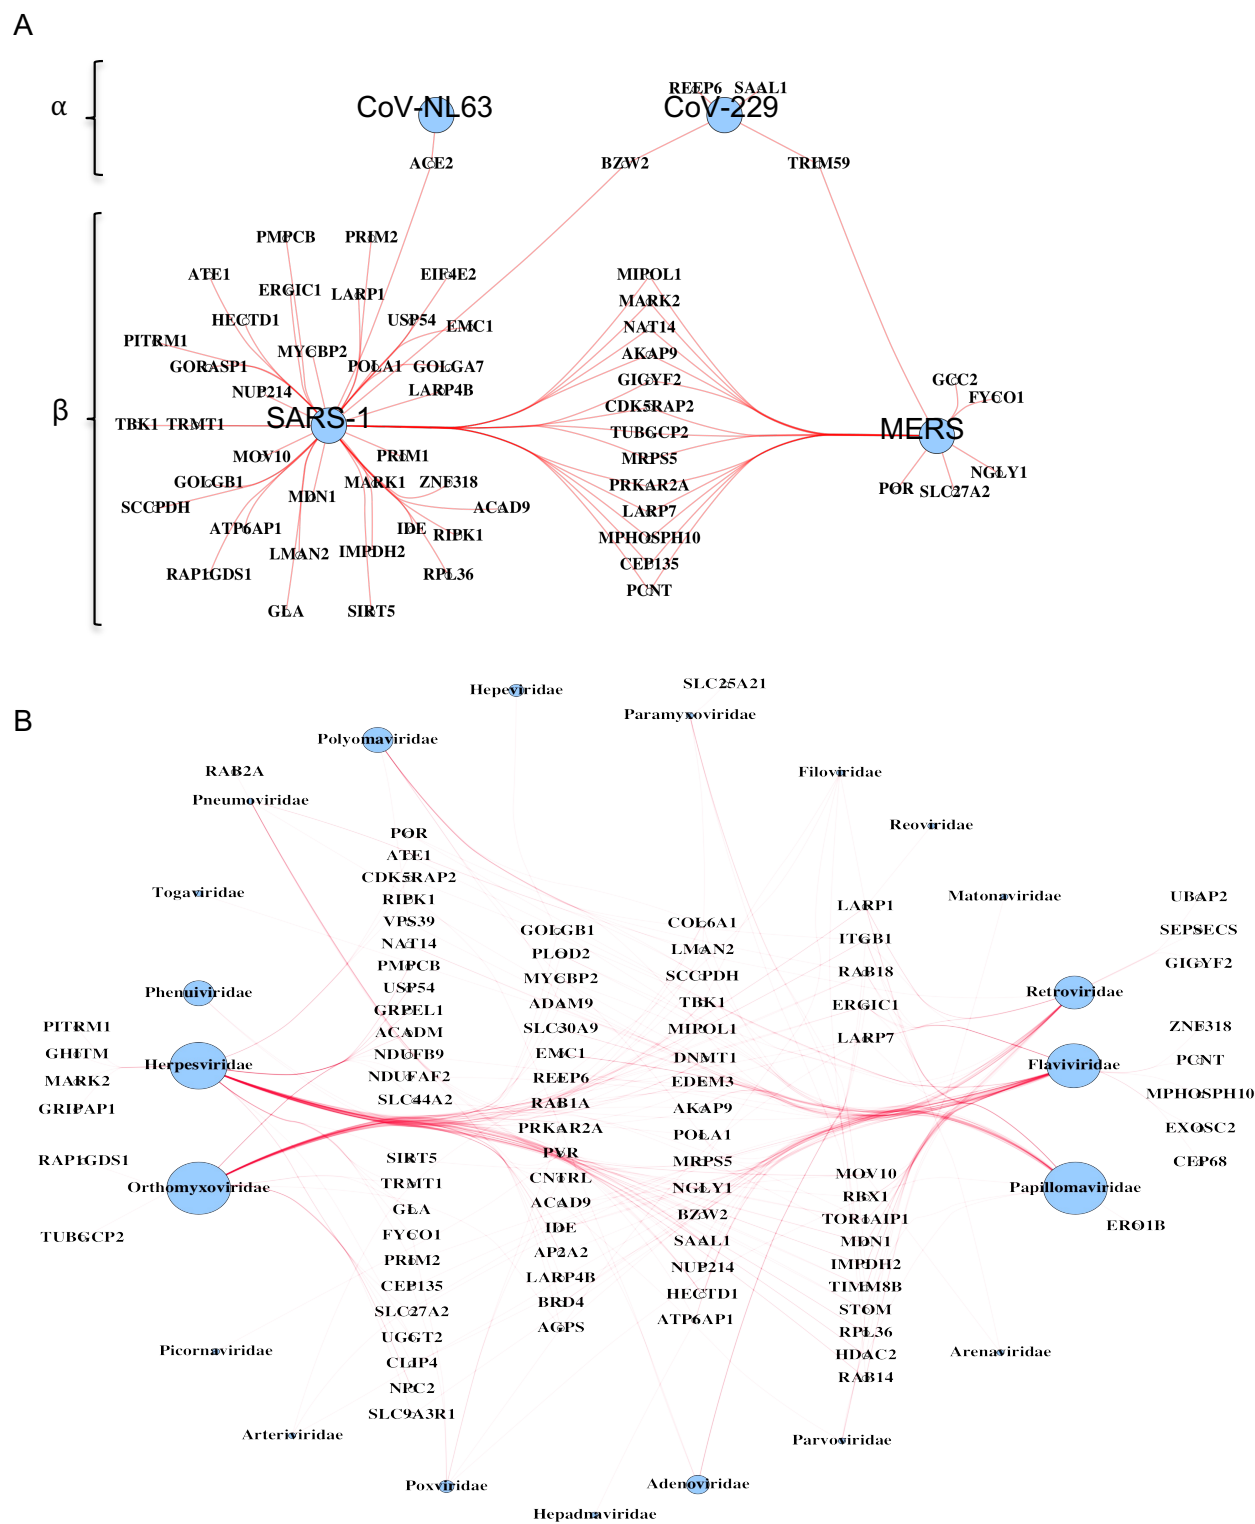 A
α
CoV-NL63
REEP6 SAAL1
CoV-229
ACE2
BZW2
TRIM59
β
PMPCB
PRIM2
ATE1
EIF4E2
ERGIC1
LARP1
HECTD1
USP54
EMC1
PITRM1
MYCBP2
GORASP1
POLA1
GOLGA7
NUP214
LARP4B
SARS-1
TBK1 TRMT1
MOV10
PRIM1
GOLGB1
MARK1
ZNF318
SCCPDH
MDN1
ACAD9
ATP6AP1
IDE
RIPK1
LMAN2
IMPDH2
RAP1GDS1
RPL36
GLA
SIRT5
MIPOL1
MARK2
NAT14
AKAP9
GIGYF2
CDK5RAP2
TUBGCP2
MRPS5
PRKAR2A
LARP7
MPHOSPH10
CEP135
PCNT
GCC2
FYCO1
MERS
NGLY1
POR SLC27A2
B
Hepeviridae
SLC25A21
Paramyxoviridae
Polyomaviridae
RAB2A
Pneumoviridae
Filoviridae
Reoviridae
Togaviridae
Matonaviridae
Phenuiviridae
Retroviridae
Herpesviridae
Flaviviridae
Orthomyxoviridae
Papillomaviridae
PITRM1
GHITM
MARK2
GRIPAP1
RAP1GDS1
TUBGCP2
POR
ATE1
CDK5RAP2
RIPK1
VPS39
NAT14
PMPCB
USP54
GRPEL1
ACADM
NDUFB9
NDUFAF2
SLC44A2
SIRT5
TRMT1
GLA
FYCO1
PRIM2
CEP135
SLC27A2
UGGT2
CLIP4
NPC2
SLC9A3R1
GOLGB1
PLOD2
MYCBP2
ADAM9
SLC30A9
EMC1
REEP6
RAB1A
PRKAR2A
PVR
CNTRL
ACAD9
IDE
AP2A2
LARP4B
BRD4
AGPS
COL6A1
LMAN2
SCCPDH
TBK1
MIPOL1
DNMT1
EDEM3
AKAP9
POLA1
MRPS5
NGLY1
BZW2
SAAL1
NUP214
HECTD1
ATP6AP1
LARP1
ITGB1
RAB18
ERGIC1
LARP7
MOV10
RBX1
TOR1AIP1
MDN1
IMPDH2
TIMM8B
STOM
RPL36
HDAC2
RAB14
UBAP2
SEPSECS
GIGYF2
ZNF318
PCNT
MPHOSPH10
EXOSC2
CEP68
ERO1B
Picornaviridae
Arenaviridae
Arteriviridae
Parvoviridae
Poxviridae
Adenoviridae
Hepadnaviridae